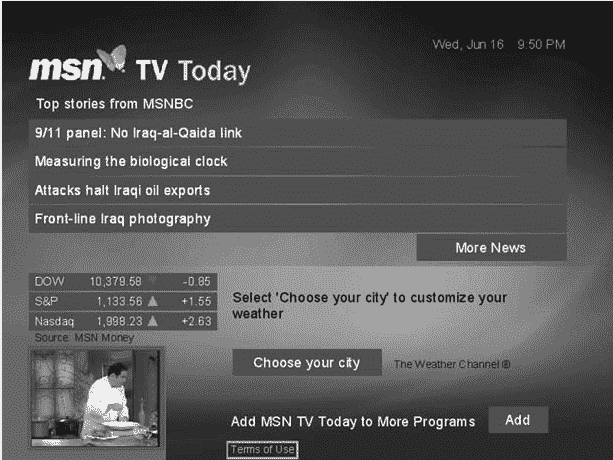 Wed, Jun 16 9:50 PM
msn TV Today
Top stories from MSNBC
9/11 panel: No Iraq-al-Qaida link
Measuring the biological clock
Attacks halt Iraqi oil exports
Front-line Iraq photography
More News
DOW 10,379.58 ▼ -0.85
S&P 1,133.56 ▲ +1.55
Nasdaq 1,998.23 ▲ +2.63
Source: MSN Money
Select 'Choose your city' to customize your
weather
Choose your city The Weather Channel ®
Add MSN TV Today to More Programs Add
Terms of Use